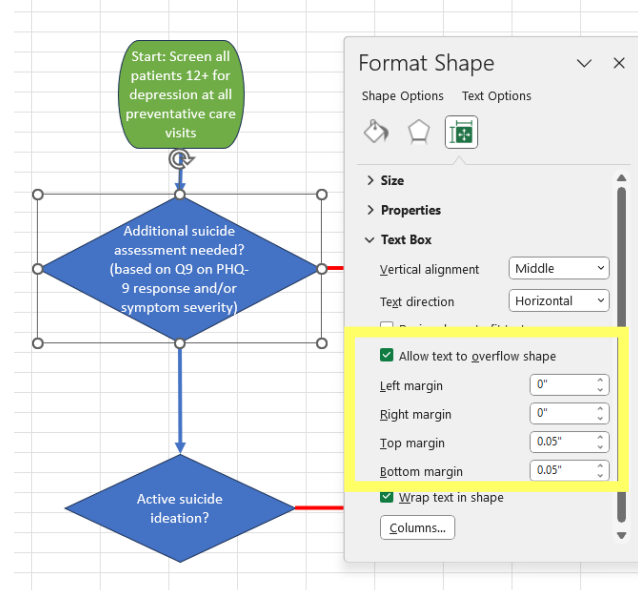 Start: Screen all
patients 12+ for
depression at all
preventative care
visits
Additional suicide
assessment needed?
(based on Q9 on PHQ-
9 response and/or
symptom severity)
Active suicide
ideation?
Format Shape
Shape Options Text Options
Size
Properties
Text Box
Vertical alignment Middle
Text direction Horizontal
Allow text to overflow shape
Left margin 0"
Right margin 0"
Top margin 0.05"
Bottom margin 0.05"
Wrap text in shape
Columns...